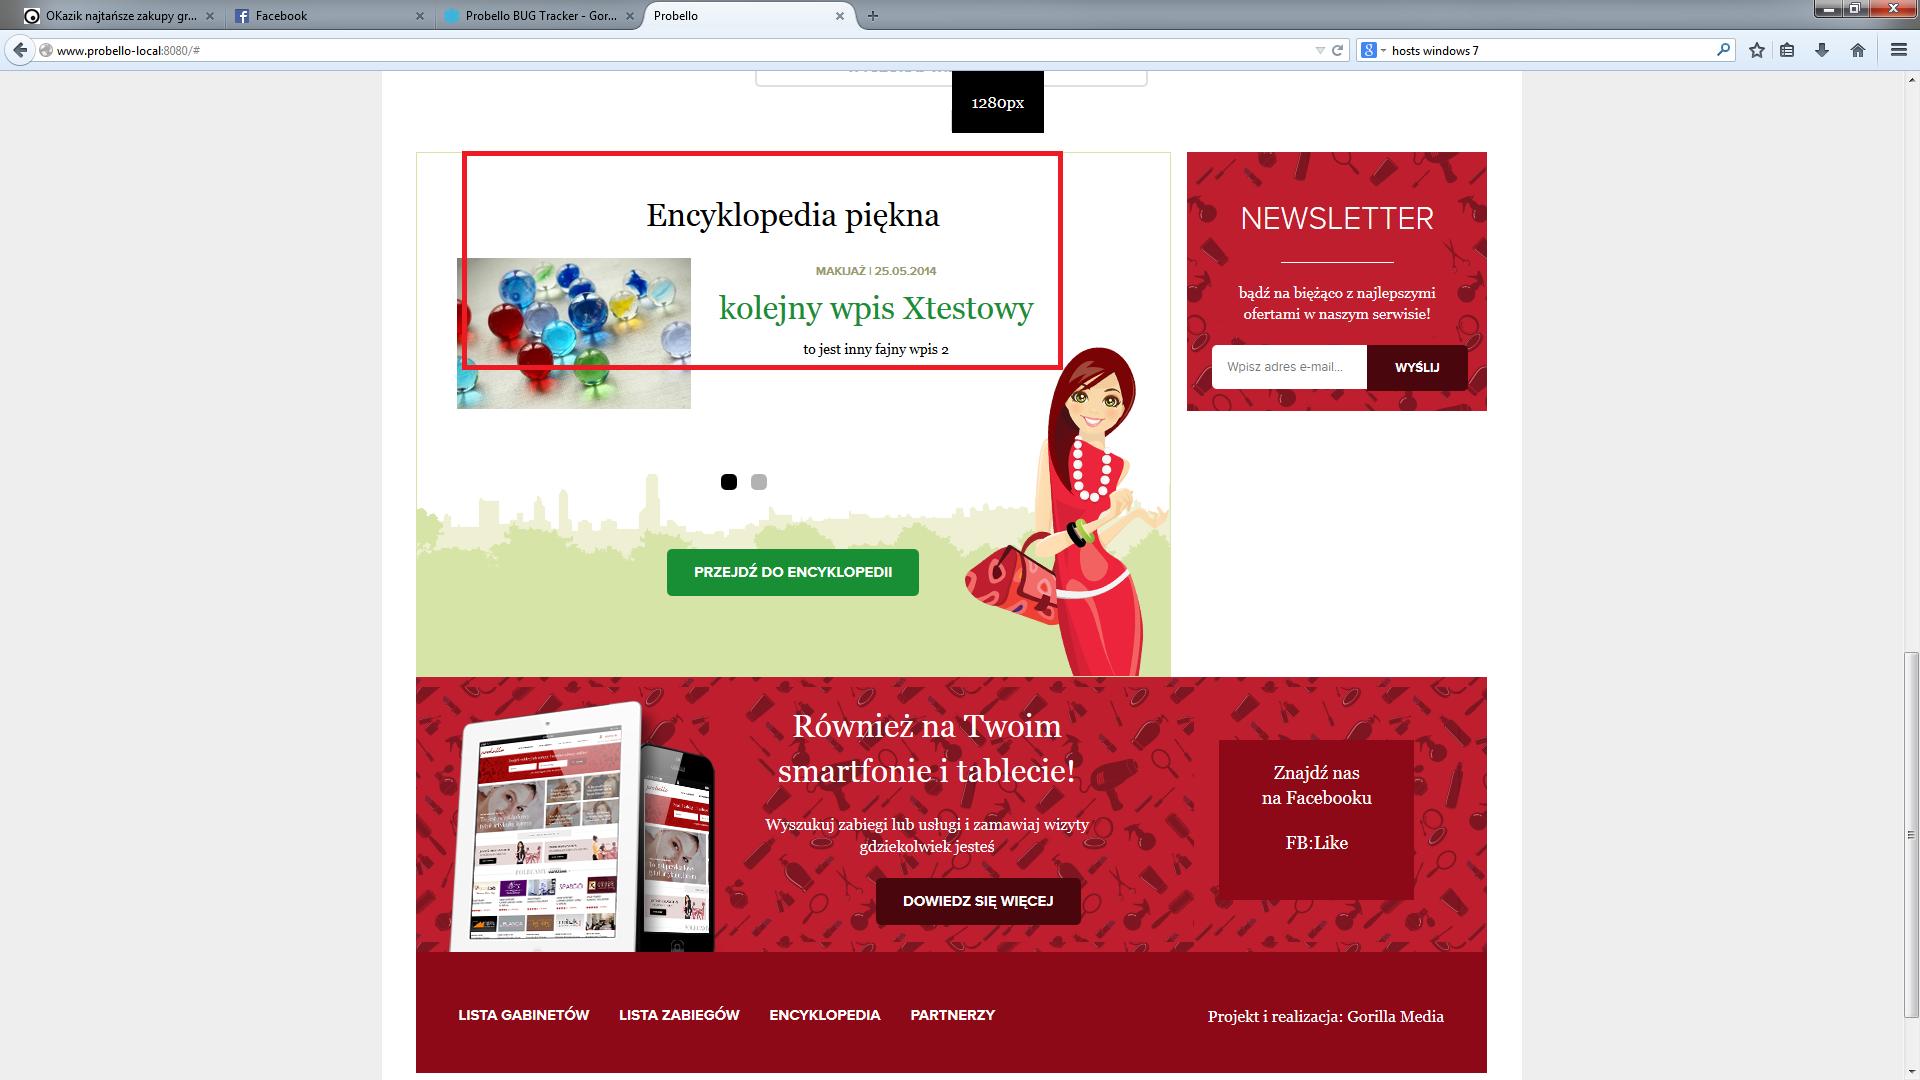 OKazik najtańsze zakupy gr...
Facebook
Probello BUG Tracker - Gor...
Probello
www.probello-local:8080/#
hosts windows 7
1280px
Encyklopedia piękna
MAKIJAŻ | 25.05.2014
kolejny wpis Xtestowy
to jest inny fajny wpis 2
PRZEJDŹ DO ENCYKLOPEDII
NEWSLETTER
bądź na bieżąco z najlepszymi
ofertami w naszym serwisie!
Wpisz adres e-mail...
WYŚLIJ
Również na Twoim
smartfonie i tablecie!
Wyszukuj zabiegi lub usługi i zamawiaj wizyty
gdziekolwiek jesteś
DOWIEDZ SIĘ WIĘCEJ
Znajdź nas
na Facebooku
FB:Like
LISTA GABINETÓW
LISTA ZABIEGÓW
ENCYKLOPEDIA
PARTNERZY
Projekt i realizacja: Gorilla Media